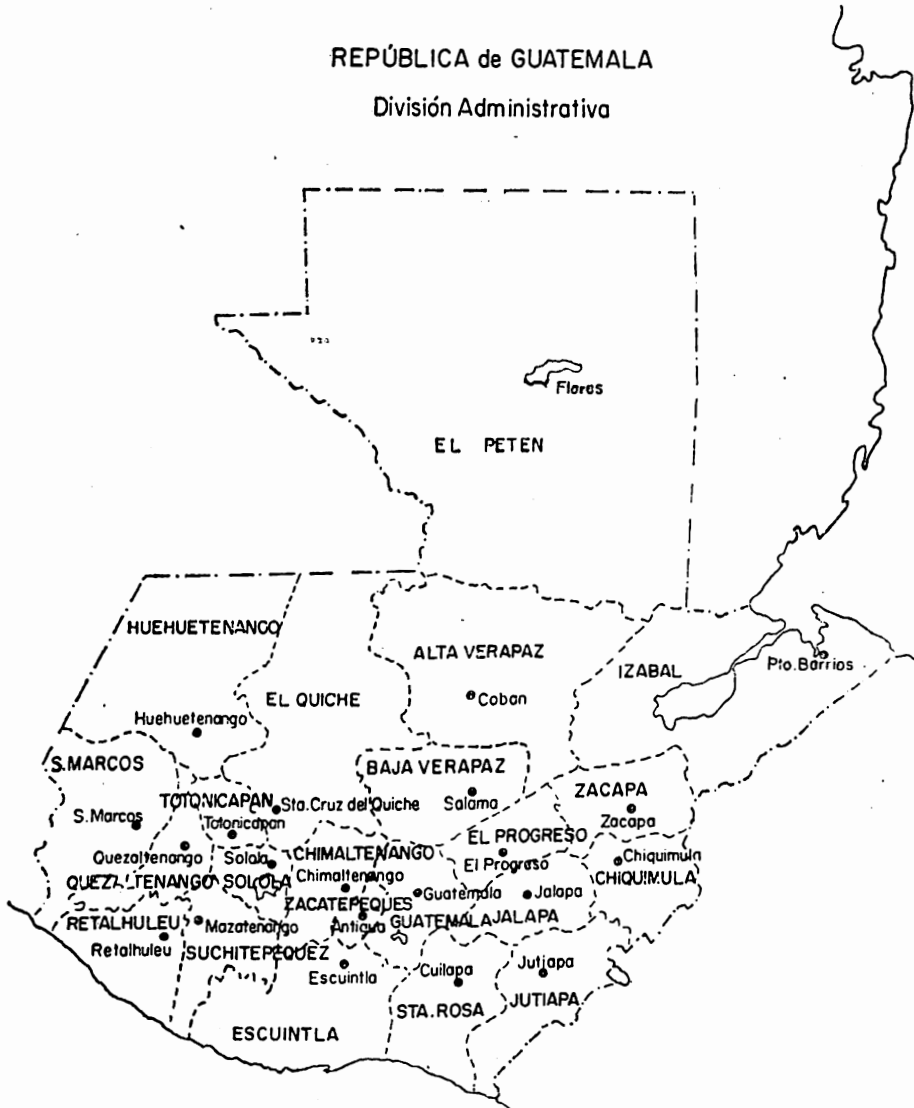 REPÚBLICA de GUATEMALA
División Administrativa
Flores
EL PETEN
HUEHUETENANGO
ALTA VERAPAZ
IZABAL
Pto. Barrios
EL QUICHE
Coban
Huehuetenango
S. MARCOS
BAJA VERAPAZ
ZACAPA
TOTONICAPAN
Sta. Cruz del Quiche
Salama
Zacapa
S. Marcos
Totonicapan
EL PROGRESO
Quezaltenango
Solola
CHIMALTENANGO
El Progreso
Chiquimula
QUEZALTENANGO
SOLOLA
Chimaltenango
Guatemala
Jalapa
CHIQUIMULA
ZACATEPEQUES
RETALHULEU
Mazatenango
Antigua
GUATEMALA
JALAPA
Retalhuleu
SUCHITEPEQUEZ
Escuintla
Cuilapa
Jutiapa
STA. ROSA
JUTIAPA
ESCUINTLA